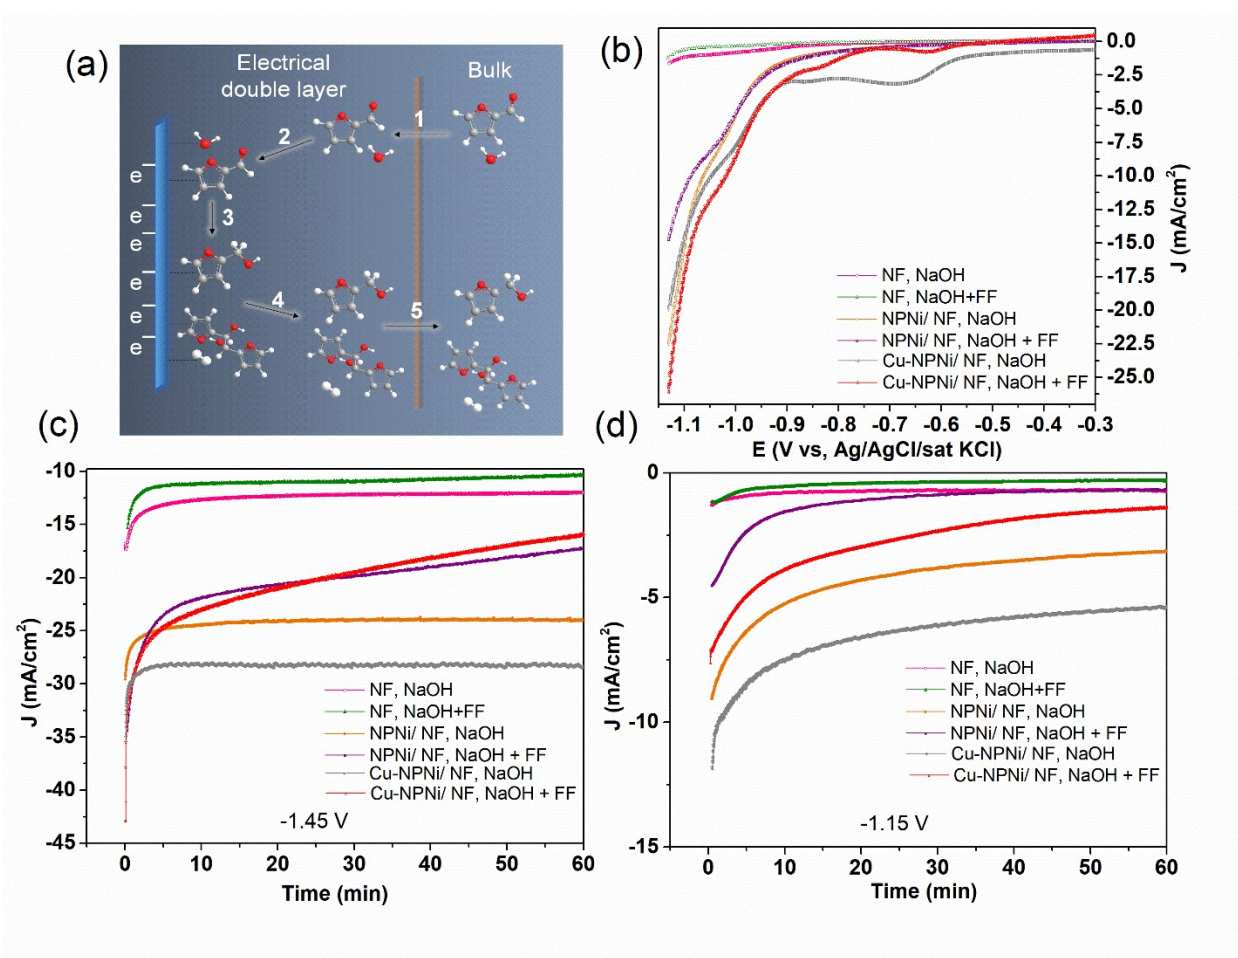 (a)
Electrical
double layer
Bulk
1
2
3
4
5
e
e
e
e
e
e
(b)
0.0
-2.5
-5.0
-7.5
-10.0
-12.5
-15.0
-17.5
-20.0
-22.5
-25.0
J (mA/cm²)
NF, NaOH
NF, NaOH+FF
NPNi/ NF, NaOH
NPNi/ NF, NaOH + FF
Cu-NPNi/ NF, NaOH
Cu-NPNi/ NF, NaOH + FF
-1.1 -1.0 -0.9 -0.8 -0.7 -0.6 -0.5 -0.4 -0.3
E (V vs, Ag/AgCl/sat KCl)
(c)
-10
-15
-20
-25
-30
-35
-40
-45
J (mA/cm²)
NF, NaOH
NF, NaOH+FF
NPNi/ NF, NaOH
NPNi/ NF, NaOH + FF
Cu-NPNi/ NF, NaOH
Cu-NPNi/ NF, NaOH + FF
-1.45 V
0 10 20 30 40 50 60
Time (min)
(d)
0
-5
-10
-15
J (mA/cm²)
NF, NaOH
NF, NaOH+FF
NPNi/ NF, NaOH
NPNi/ NF, NaOH + FF
Cu-NPNi/ NF, NaOH
Cu-NPNi/ NF, NaOH + FF
-1.15 V
0 10 20 30 40 50 60
Time (min)